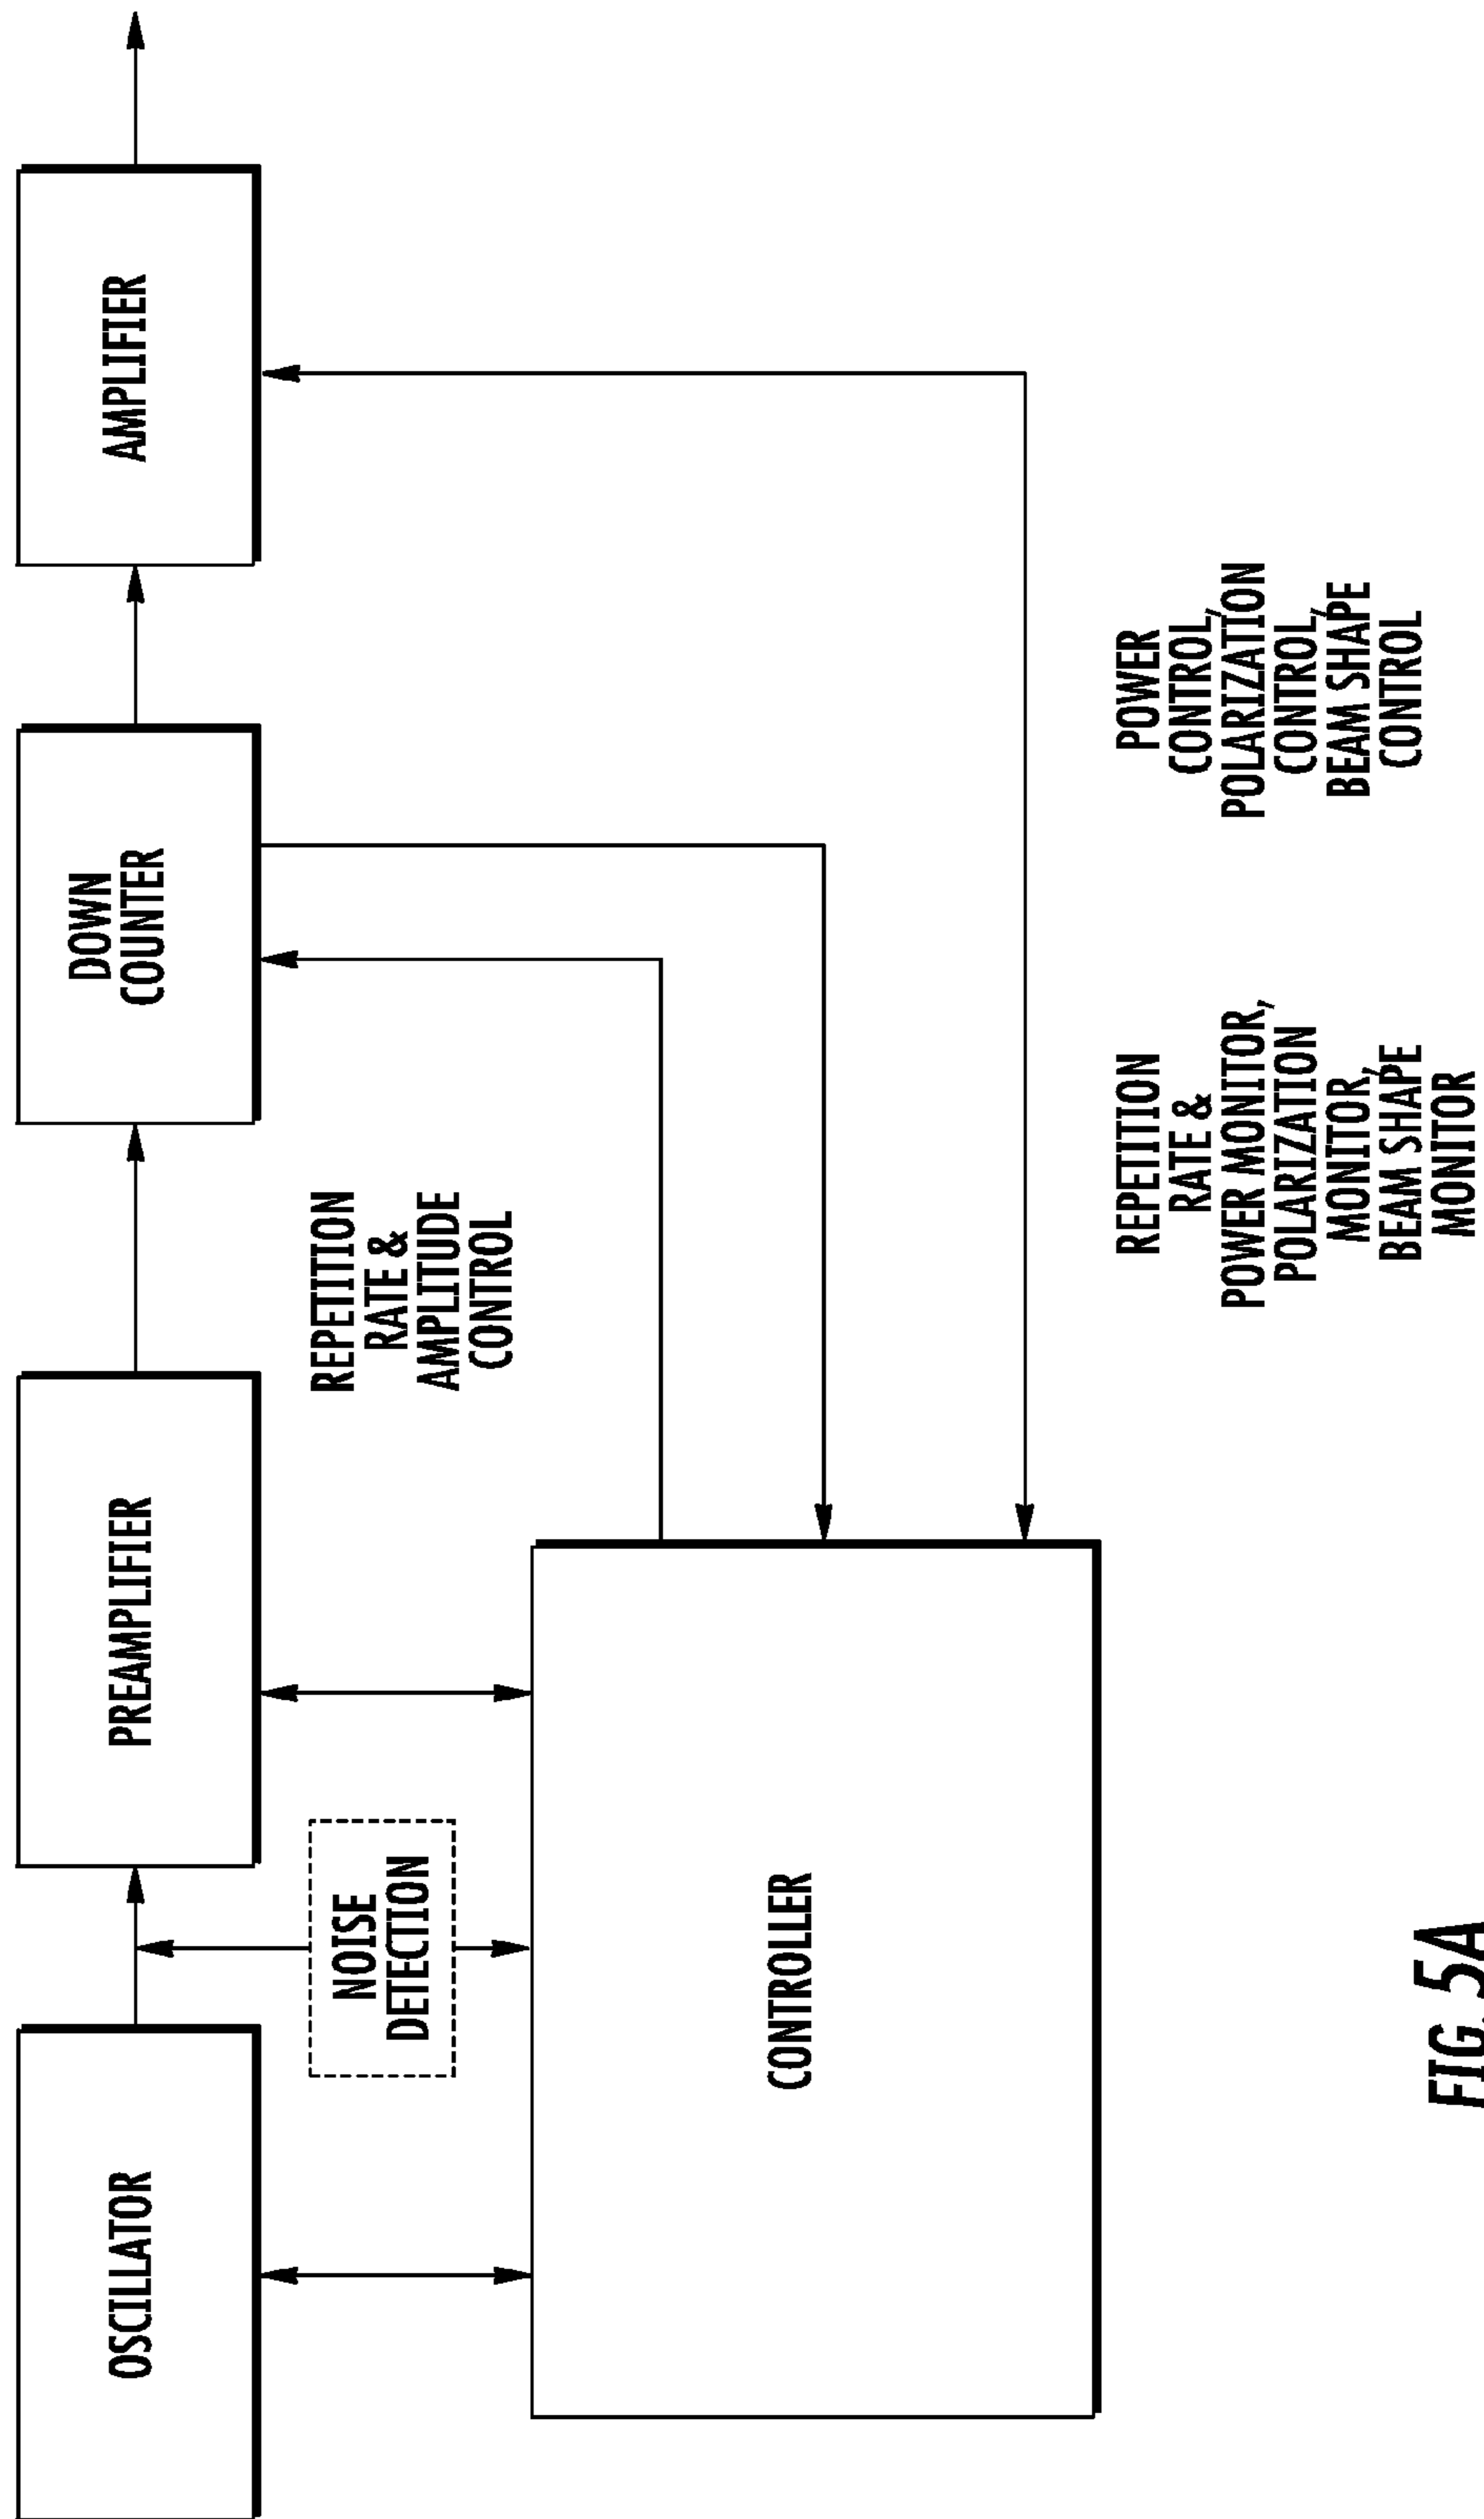 OSCILLATOR
PREAMPLIFIER
DOWN
COUNTER
AMPLIFIER
NOISE
DETECTION
REPETITION
RATE &
AMPLITUDE
CONTROL
CONTROLLER
REPETITION
RATE &
POWER MONITOR,
POLARIZATION
MONITOR,
BEAM SHAPE
MONITOR
POWER
CONTROL,
POLARIZATION
CONTROL,
BEAM SHAPE
CONTROL
FIG. 5A